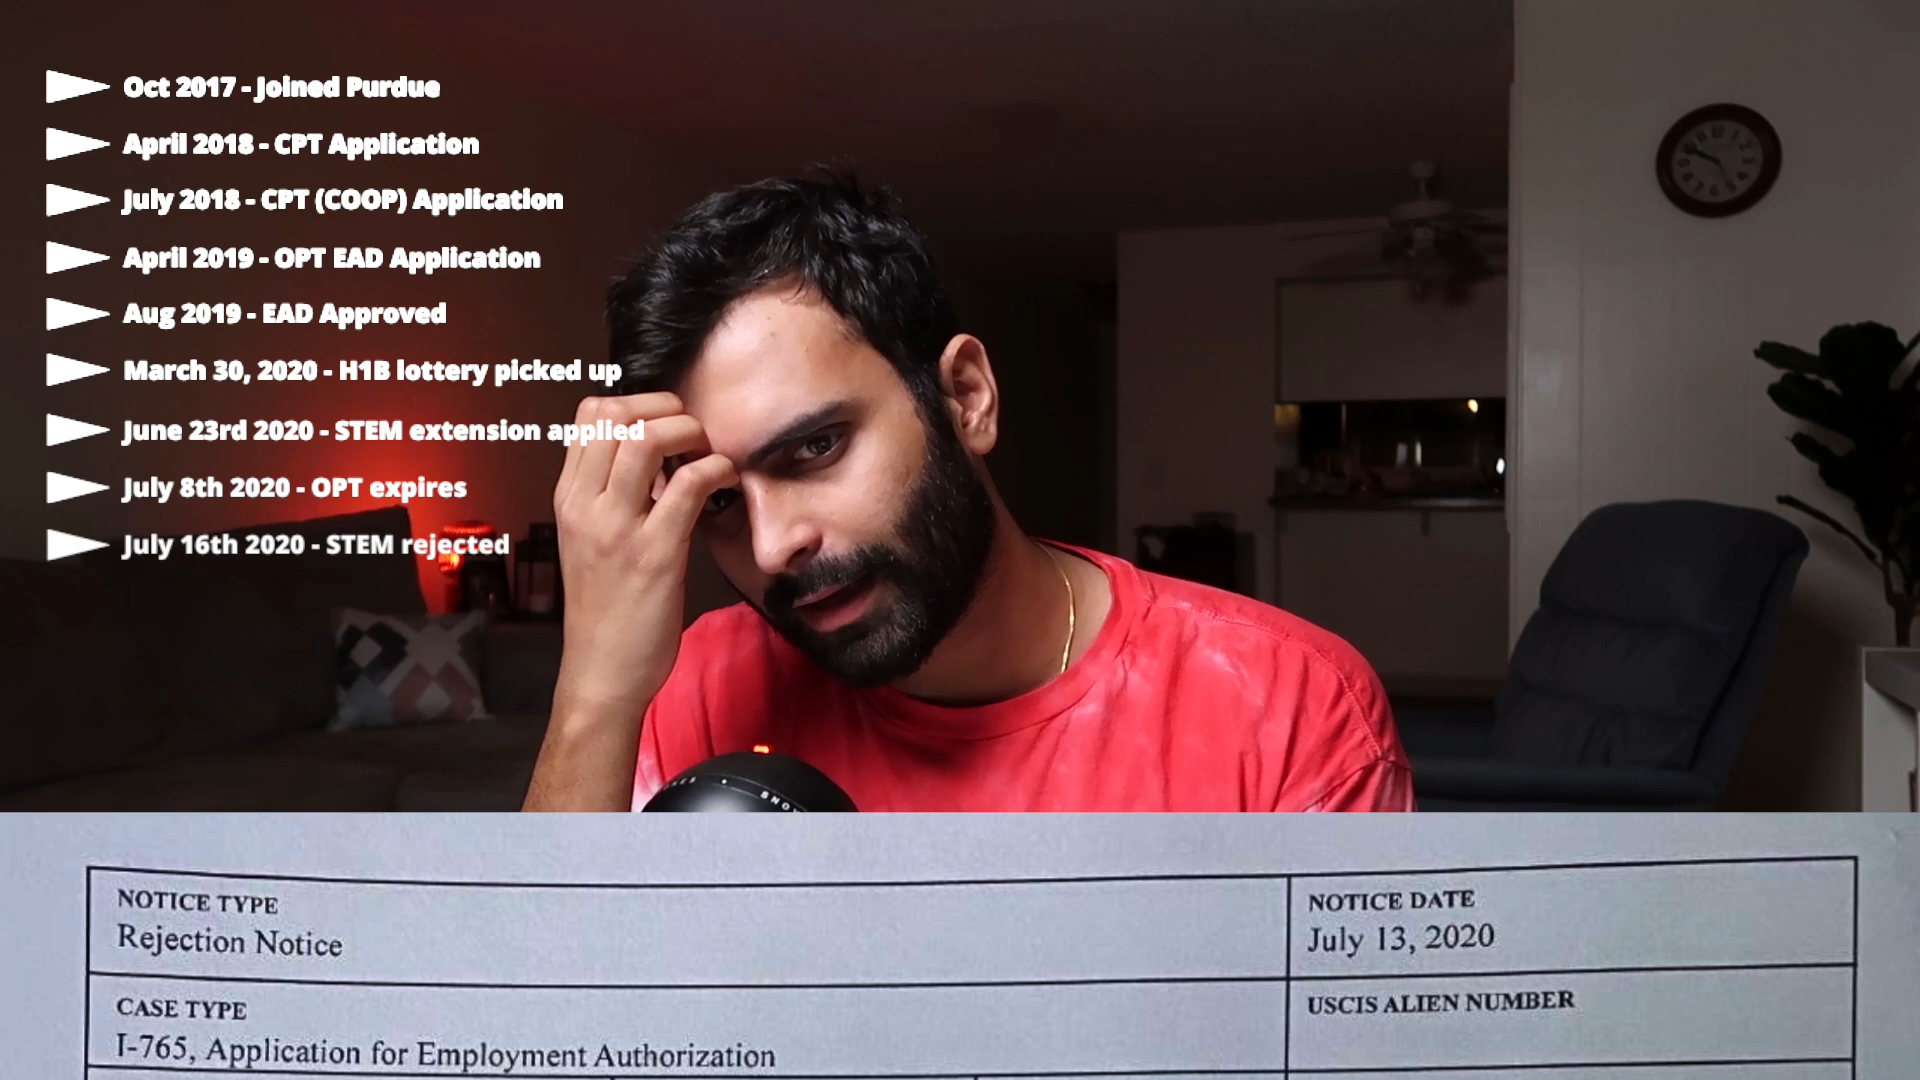 Oct 2017 - Joined Purdue
April 2018 - CPT Application
July 2018 - CPT (COOP) Application
April 2019 - OPT EAD Application
Aug 2019 - EAD Approved
March 30, 2020 - H1B lottery picked up
June 23rd 2020 - STEM extension applied
July 8th 2020 - OPT expires
July 16th 2020 - STEM rejected
NOTICE TYPE
Rejection Notice
NOTICE DATE
July 13, 2020
CASE TYPE
I-765, Application for Employment Authorization
USCIS ALIEN NUMBER